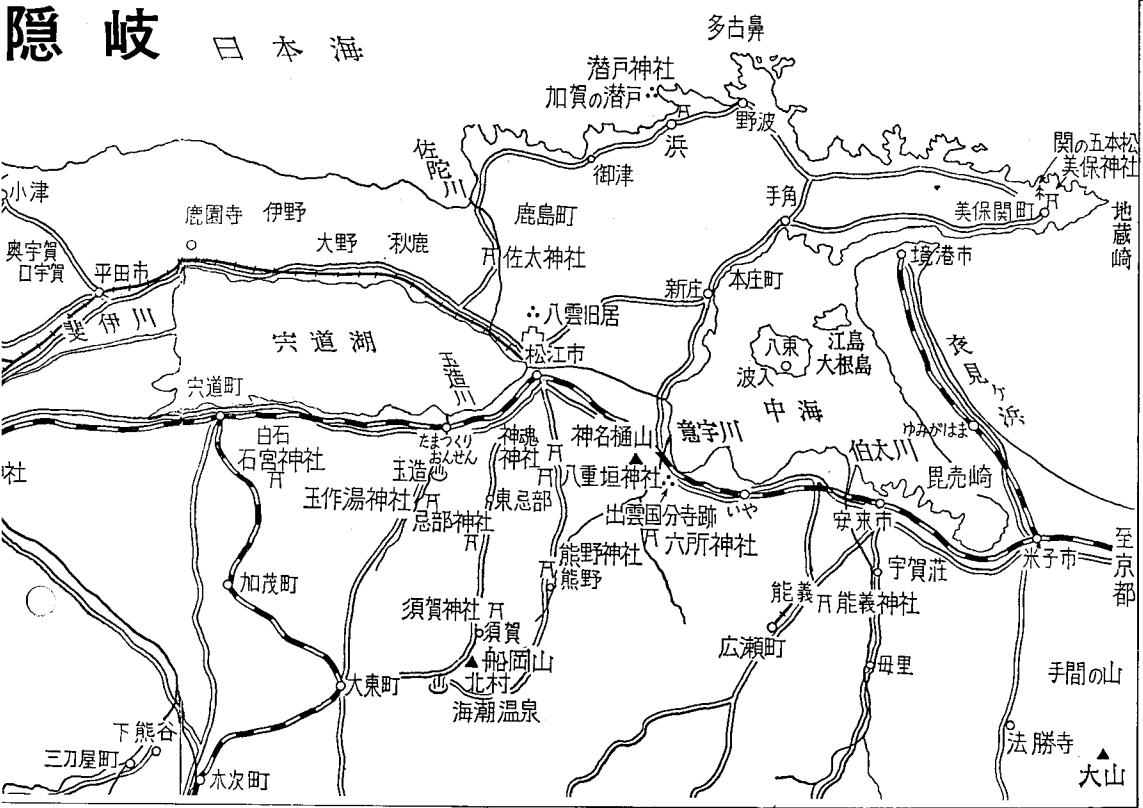 隠岐
日本海
多古鼻
潜戸神社
加賀の潜戸
浜
野波
御津
関の五本松
美保神社
美保関町
地蔵崎
手角
佐陀川
小津
鹿園寺
伊野
大野
秋鹿
鹿島町
佐太神社
奥宇賀
口宇賀
平田市
斐伊川
境港市
新庄
本庄町
八雲旧居
宍道湖
松江市
玉造川
宍道町
八束
波入
江島
大根島
中海
夜見ヶ浜
ゆみがはま
たまつくり
おんせん
神魂
神社
神名樋山
意宇川
伯太川
白石
石宮神社
玉造
玉作湯神社
忌部神社
東忌部
八重垣神社
出雲国分寺跡
六所神社
いや
安来市
毘売崎
米子市
至京都
社
熊野神社
熊野
宇賀荘
能義
能義神社
加茂町
須賀神社
須賀
船岡山
北村
海潮温泉
大東町
広瀬町
母里
手間の山
下熊谷
三刀屋町
木次町
法勝寺
大山